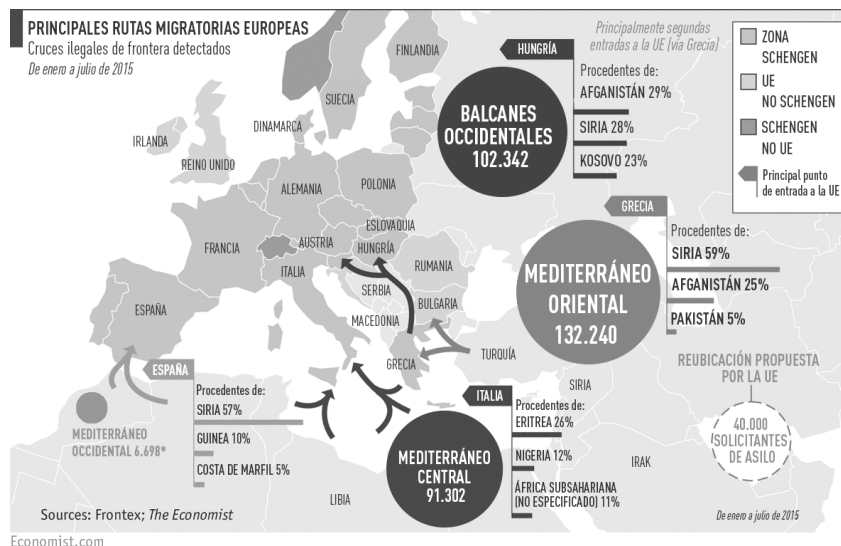 PRINCIPALES RUTAS MIGRATORIAS EUROPEAS
Cruces ilegales de frontera detectados
De enero a julio de 2015
Principalmente segundas
entradas a la UE (vía Grecia)
ZONA
SCHENGEN
UE
NO SCHENGEN
SCHENGEN
NO UE
Principal punto
de entrada a la UE
HUNGRÍA
Procedentes de:
AFGANISTÁN 29%
SIRIA 28%
KOSOVO 23%
BALCANES
OCCIDENTALES
102.342
GRECIA
Procedentes de:
SIRIA 59%
AFGANISTÁN 25%
PAKISTÁN 5%
MEDITERRÁNEO
ORIENTAL
132.240
FINLANDIA
SUECIA
DINAMARCA
IRLANDA
REINO UNIDO
ALEMANIA
POLONIA
ESLOVAQUIA
AUSTRIA
HUNGRÍA
FRANCIA
ITALIA
RUMANIA
SERBIA
BULGARIA
MACEDONIA
ESPAÑA
GRECIA
TURQUÍA
SIRIA
IRAK
LIBIA
REUBICACIÓN PROPUESTA
POR LA UE
40.000
SOLICITANTES
DE ASILO
ESPAÑA
Procedentes de:
SIRIA 57%
GUINEA 10%
COSTA DE MARFIL 5%
MEDITERRÁNEO
OCCIDENTAL 6.698*
ITALIA
Procedentes de:
ERITREA 26%
NIGERIA 12%
ÁFRICA SUBSAHARIANA
(NO ESPECIFICADO) 11%
MEDITERRÁNEO
CENTRAL
91.302
Sources: Frontex; The Economist
De enero a julio de 2015
Economist.com